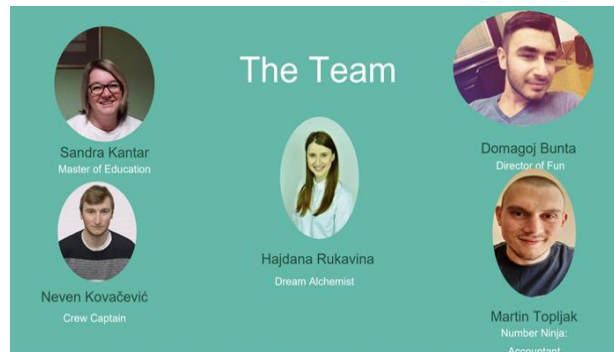 The Team
Sandra Kantar
Master of Education
Domagoj Bunta
Director of Fun
Hajdana Rukavina
Dream Alchemist
Neven Kovačević
Crew Captain
Martin Topljak
Number Ninja:
Accountant